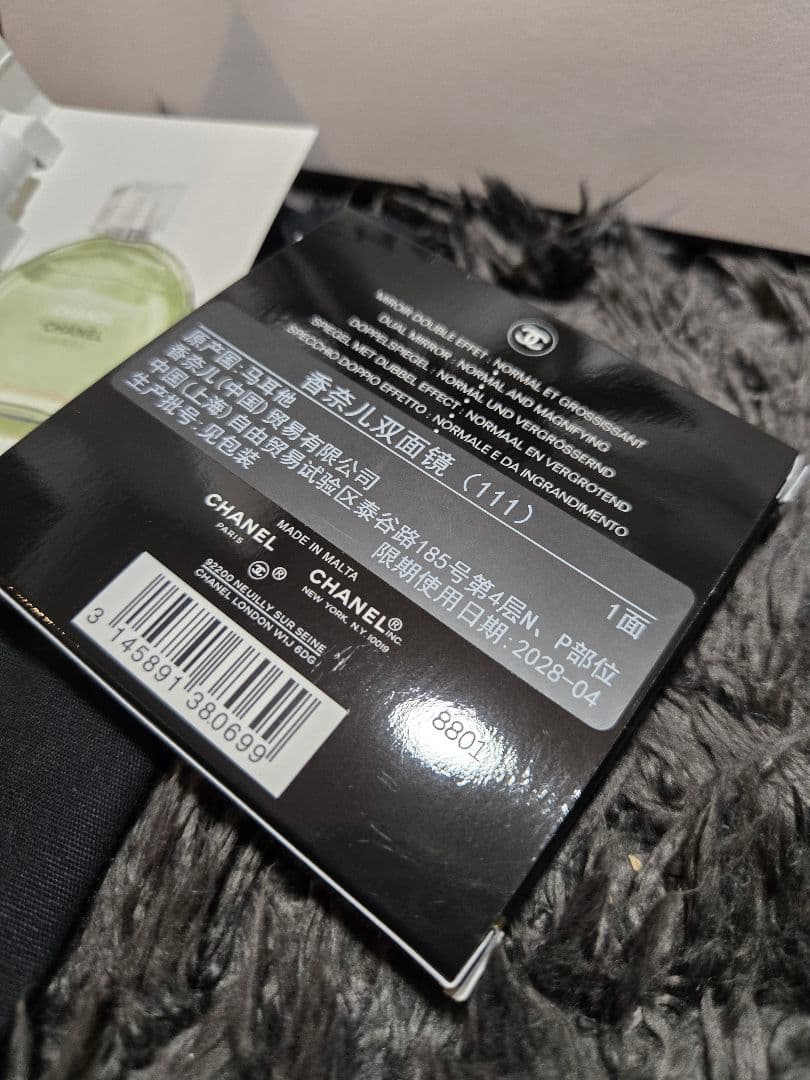 CHANEL
MIROIR DOUBLE EFFET : NORMAL ET GROSSISSANT
DUAL MIRROR : NORMAL AND MAGNIFYING
DOPPELSPIEGEL : NORMAL UND VERGRÖSSERND
SPIEGEL MET DUBBEL EFFECT : NORMAAL EN VERGROTEND
SPECCHIO DOPPIO EFFETTO : NORMALE E DA INGRANDIMENTO
香奈儿双面镜（111）
1面
原产国:马耳他
香奈儿(中国)贸易有限公司
中国(上海)自由贸易试验区泰谷路185号第4层N、P部位
生产批号:见包装
限期使用日期:2028-04
MADE IN MALTA
CHANEL
PARIS
CHANEL® INC.
NEW YORK, N.Y. 10019
®
92200 NEUILLY SUR SEINE
CHANEL LONDON W1J 6DG
3 145891 380699
8801